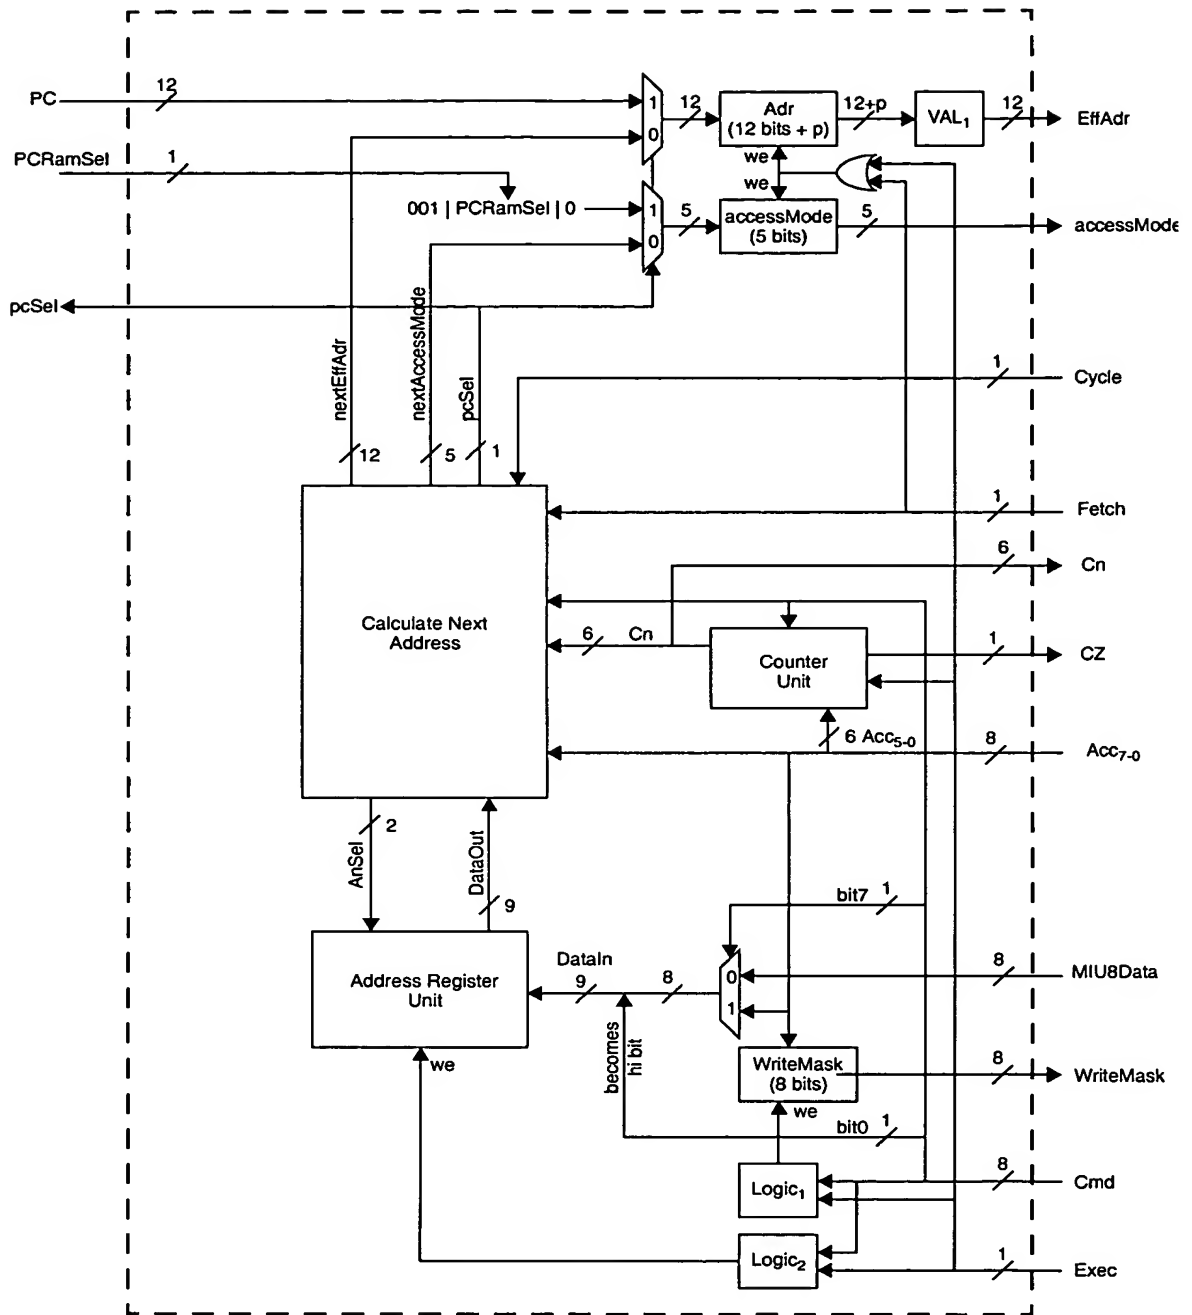 PC
12
1
0
12
Adr
(12 bits + p)
12+p
VAL₁
12
EffAdr
we
PCRamSel
1
001 | PCRamSel | 0
1
0
5
we
accessMode
(5 bits)
5
accessMode
pcSel
nextEffAdr
nextAccessMode
pcSel
12
5
1
1
Cycle
1
Fetch
6
Cn
Calculate Next
Address
6
Cn
Counter
Unit
1
CZ
6 Acc₅₋₀
8
Acc₇₋₀
2
AnSel
DataOut
9
bit7
1
Address Register
Unit
DataIn
9
8
0
1
8
MIU8Data
becomes
hi bit
we
WriteMask
(8 bits)
8
WriteMask
we
bit0
1
Logic₁
8
Cmd
Logic₂
1
Exec